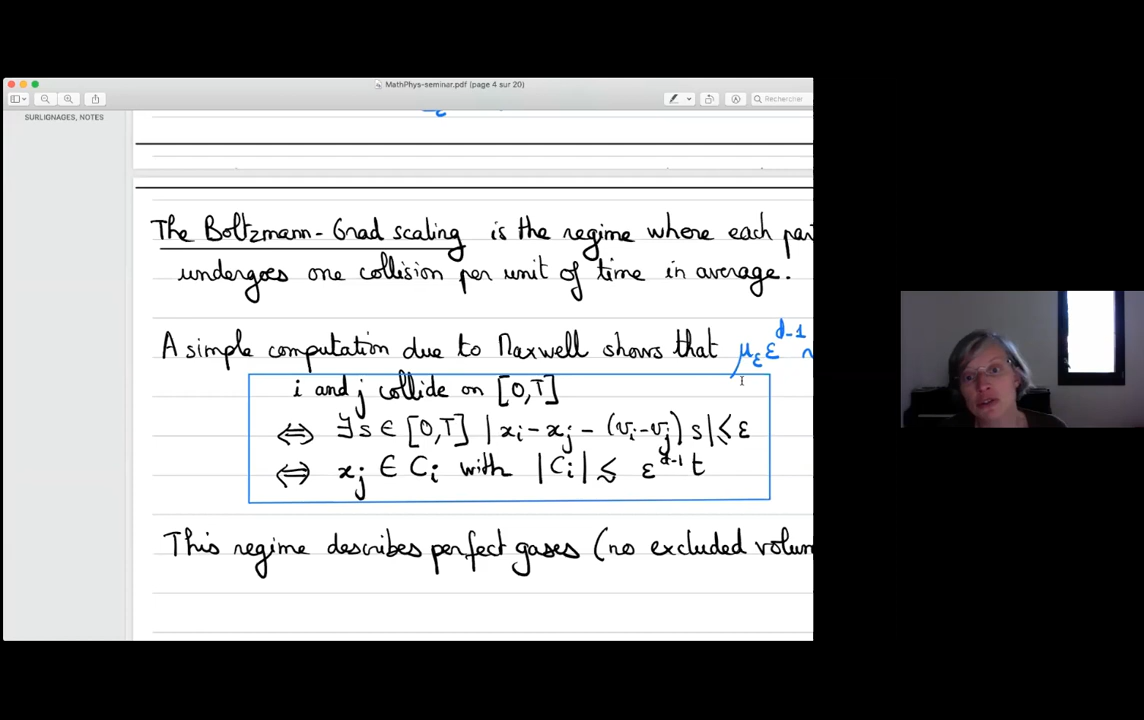 MathPhys-seminar.pdf (page 4 sur 20)
Rechercher
SURLIGNAGES, NOTES
The Boltzmann-Grad scaling is the regime where each par
undergoes one collision per unit of time in average.
A simple computation due to Maxwell shows that μ_ε ε^{d-1} ~
i and j collide on [0,T]
⇔ ∃ s ∈ [0,T] |x_i - x_j - (v_i - v_j) s| ≤ ε
⇔ x_j ∈ C_i with |C_i| ≲ ε^{d-1} t
This regime describes perfect gases (no excluded volum